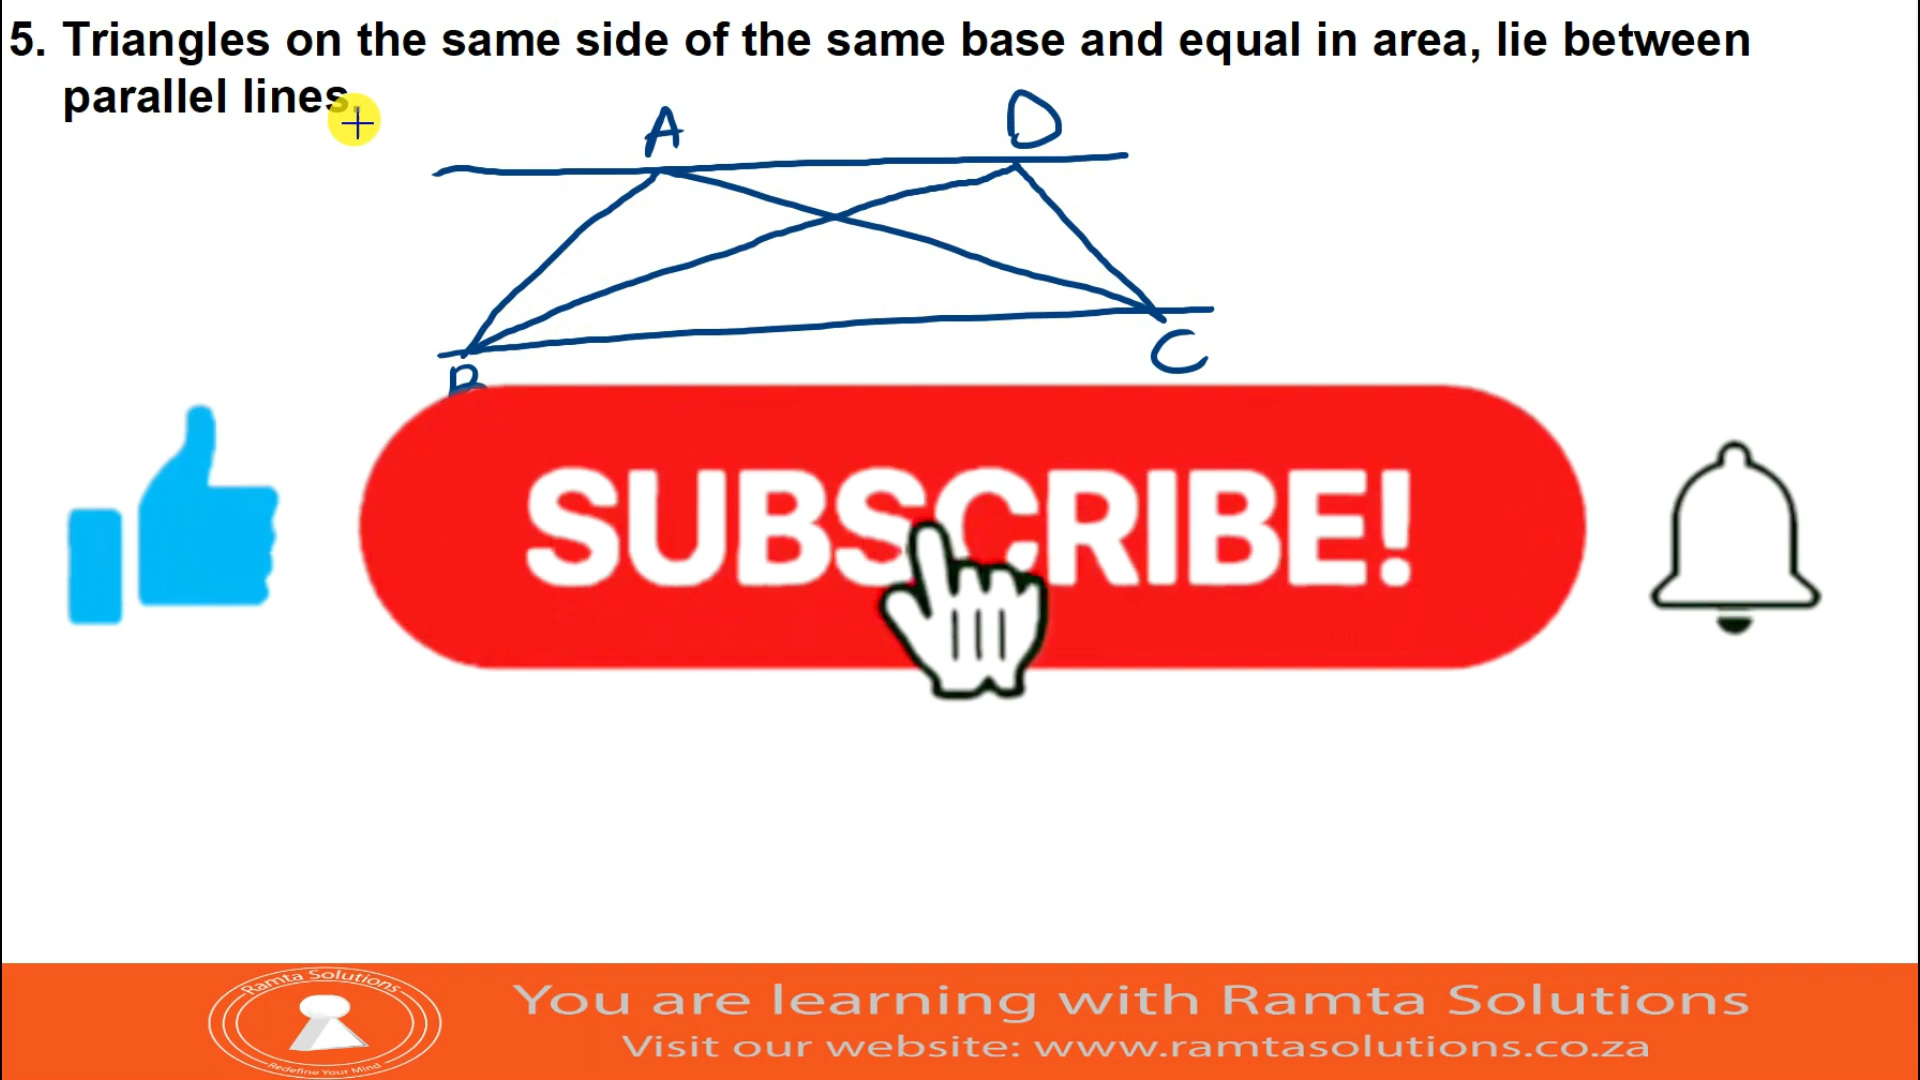 5. Triangles on the same side of the same base and equal in area, lie between
parallel lines.
A
D
C
B
SUBSCRIBE!
Ramta Solutions
Redefine Your Mind
You are learning with Ramta Solutions
Visit our website: www.ramtasolutions.co.za